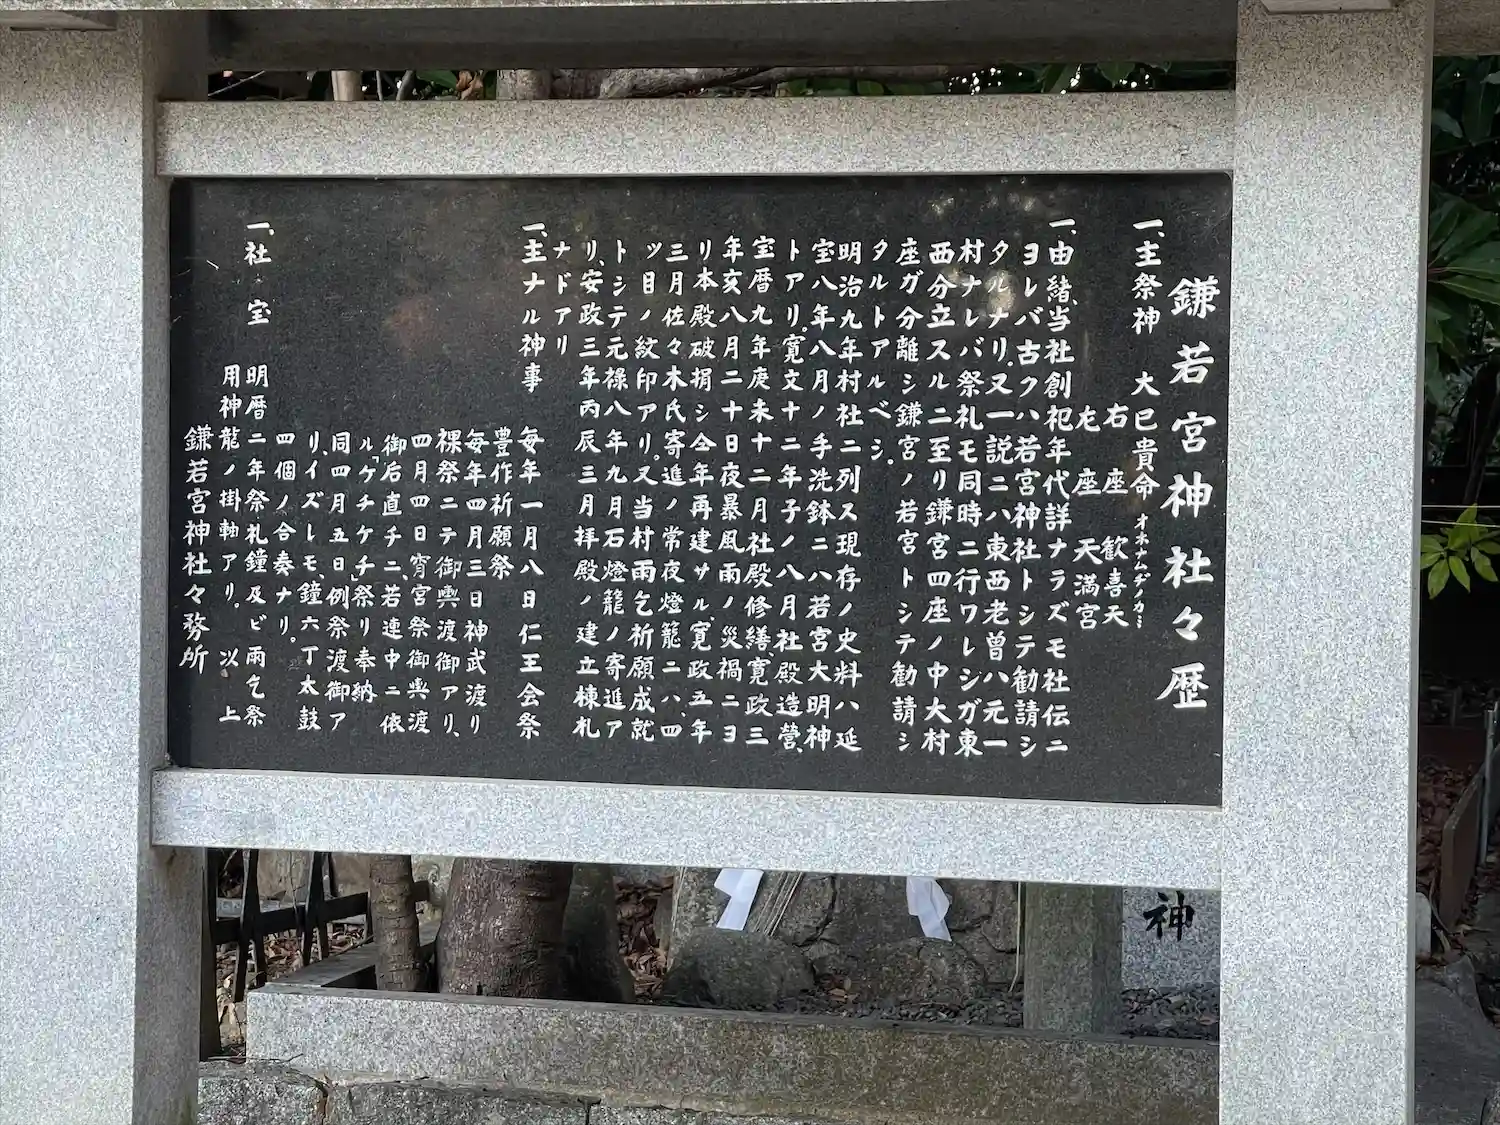 鎌若宮神社々歴
一、主祭神　大巳貴命 オホナムヂノカミ
右　座　歓喜天
左　座　天満宮
一、由緒、当社創祀年代詳ナラズモ社伝ニ
ヨレバ古クハ若宮神社トシテ勧請シ
タルナリ。又一説ニハ東西老曽ハ元一
村ナレバ祭礼モ同時ニ行ワレシガ東
西分立スルニ至リ鎌宮四座ノ中大村
座ガ分離シ鎌宮ノ若宮トシテ勧請シ
タルトアルベシ。
明治九年村社ニ列ス現存ノ史料ハ延
宝八年八月ノ手洗鉢ニハ若宮大明神
トアリ。寛文十二年子ノ八月社殿造営、
宝暦九年庚未十二月社殿修繕寛政三
年亥八月二十日夜暴風雨ノ災禍ニヨ
リ本殿破損シ仝年再建サル、寛政五年
三月佐々木氏寄進ノ常夜燈籠ニハ、四
ツ目ノ紋印アリ。又当村雨乞祈願成就
トシテ元禄八年九月石燈籠ノ寄進ア
リ、安政三年丙辰三月拝殿ノ建立棟札
ナドアリ
一、主ナル神事　毎年一月八日仁王会祭
豊作祈願祭
毎年四月三日神武渡リ
祼祭ニテ御輿渡御アリ、
四月四日宵宮祭御輿渡
御后直チニ、若連中ニ依
ル「ケチケチ」祭リ奉納
同四月五日例祭渡御ア
リ、イズレモ、鐘六丁太鼓
四個ノ合奏ナリ。
一、社　宝　明暦二年祭礼鐘及ビ雨乞祭
用神龍ノ掛軸アリ。以上
鎌若宮神社々務所
神